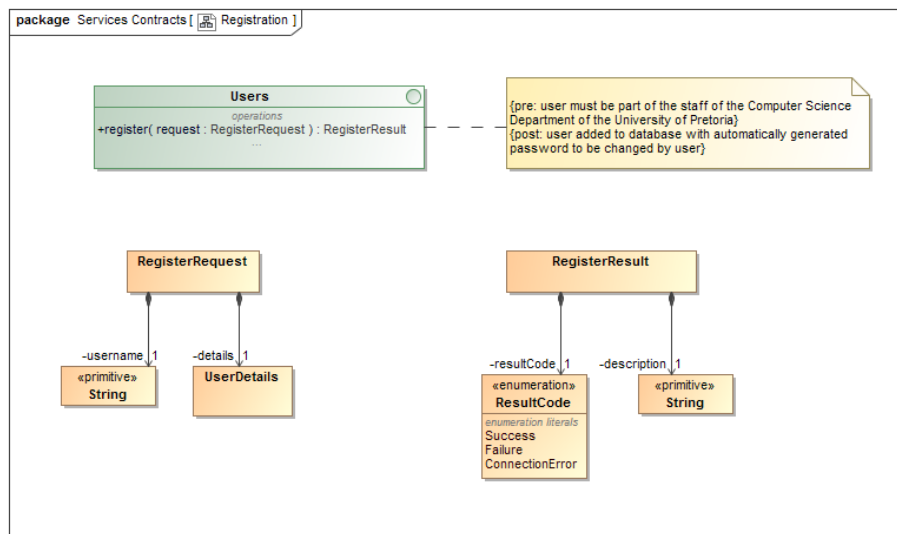 package Services Contracts [ Registration ]
Users
operations
+register( request : RegisterRequest ) : RegisterResult
...
{pre: user must be part of the staff of the Computer Science
Department of the University of Pretoria}
{post: user added to database with automatically generated
password to be changed by user}
RegisterRequest
RegisterResult
-username 1
-details 1
-resultCode 1
-description 1
«primitive»
String
UserDetails
«enumeration»
ResultCode
enumeration literals
Success
Failure
ConnectionError
«primitive»
String